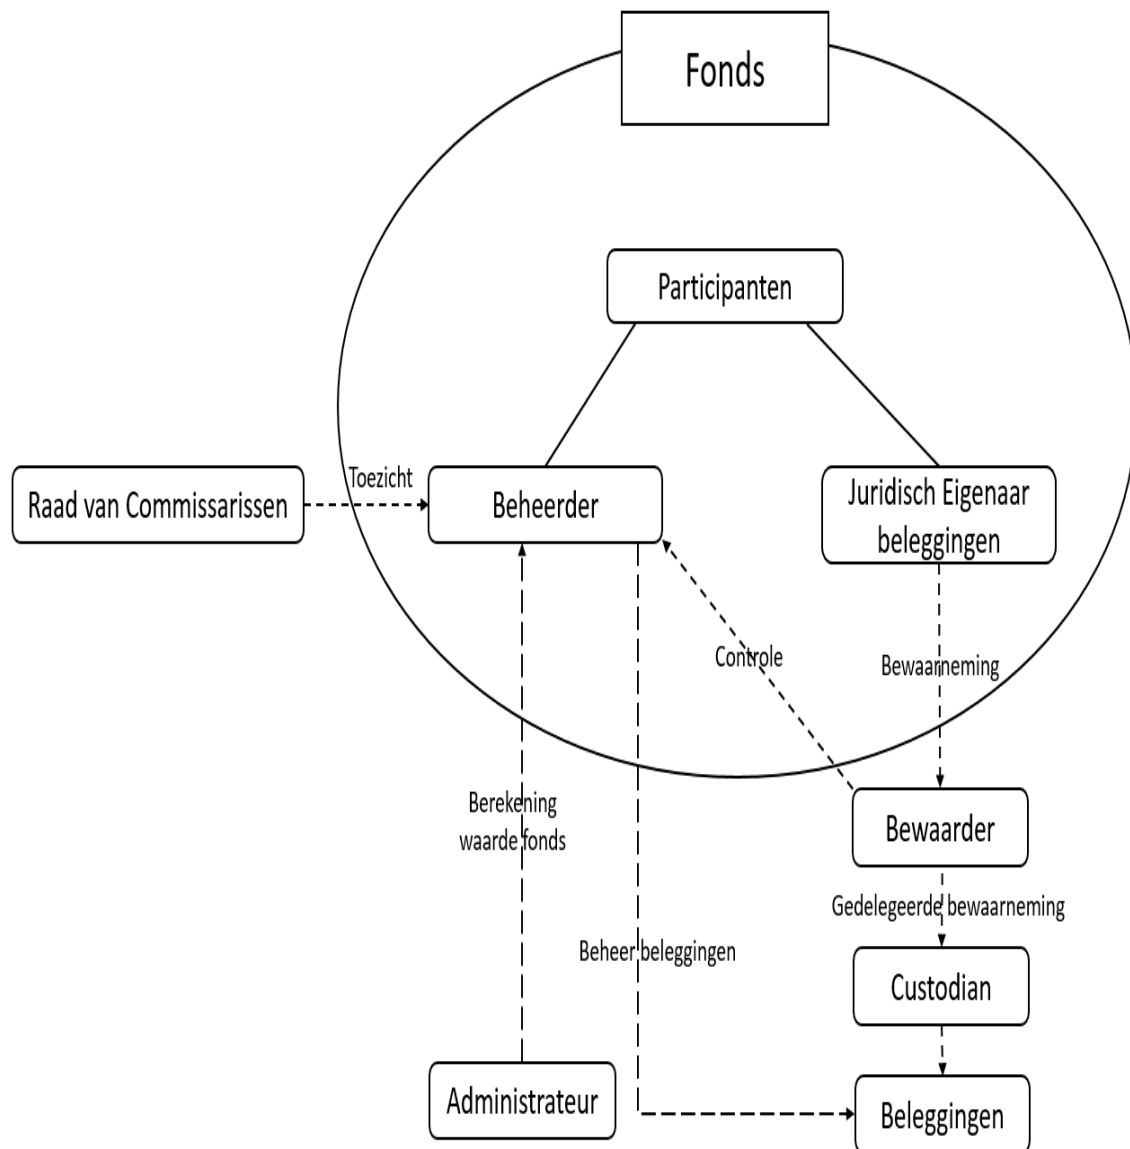 Fonds
Participanten
Toezicht
Raad van Commissarissen
Beheerder
Juridisch Eigenaar
beleggingen
Controle
Bewaarneming
Berekening
waarde fonds
Bewaarder
Gedelegeerde bewaarneming
Beheer beleggingen
Custodian
Administrateur
Beleggingen